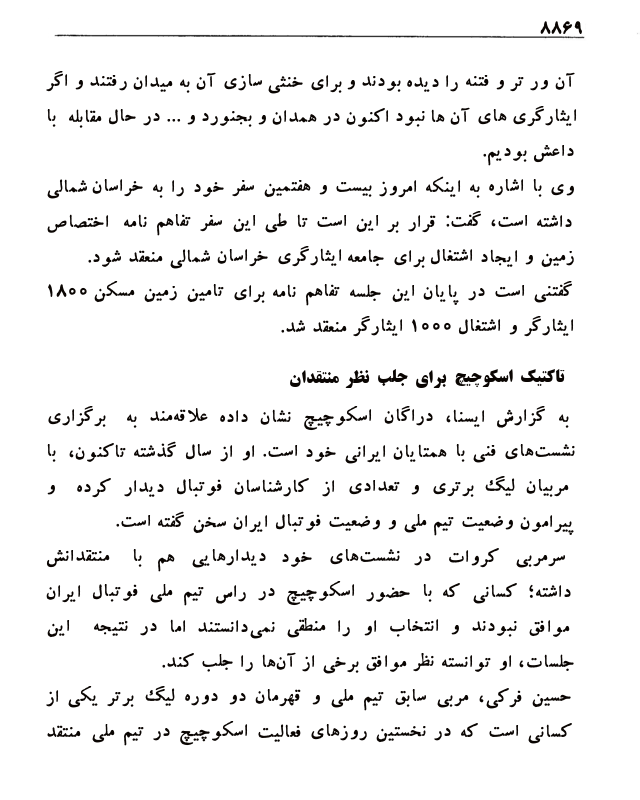 ۸۸۶۹
آن ور تر و فتنه را دیده بودند و برای خنثی سازی آن به میدان رفتند و اگر
ایثارگری های آن ها نبود اکنون در همدان و بجنورد و ... در حال مقابله با
داعش بودیم.
وی با اشاره به اینکه امروز بیست و هفتمین سفر خود را به خراسان شمالی
داشته است، گفت: قرار بر این است تا طی این سفر تفاهم نامه اختصاص
زمین و ایجاد اشتغال برای جامعه ایثارگری خراسان شمالی منعقد شود.
گفتنی است در پایان این جلسه تفاهم نامه برای تامین زمین مسکن ۱۸۰۰
ایثارگر و اشتغال ۱۰۰۰ ایثارگر منعقد شد.
تاکتیک اسکوچیچ برای جلب نظر منتقدان
به گزارش ایسنا، دراگان اسکوچیچ نشان داده علاقه‌مند به برگزاری
نشست‌های فنی با همتایان ایرانی خود است. او از سال گذشته تاکنون، با
مربیان لیگ برتری و تعدادی از کارشناسان فوتبال دیدار کرده و
پیرامون وضعیت تیم ملی و وضعیت فوتبال ایران سخن گفته است.
سرمربی کروات در نشست‌های خود دیدارهایی هم با منتقدانش
داشته؛ کسانی که با حضور اسکوچیچ در راس تیم ملی فوتبال ایران
موافق نبودند و انتخاب او را منطقی نمی‌دانستند اما در نتیجه این
جلسات، او توانسته نظر موافق برخی از آن‌ها را جلب کند.
حسین فرکی، مربی سابق تیم ملی و قهرمان دو دوره لیگ برتر یکی از
کسانی است که در نخستین روزهای فعالیت اسکوچیچ در تیم ملی منتقد